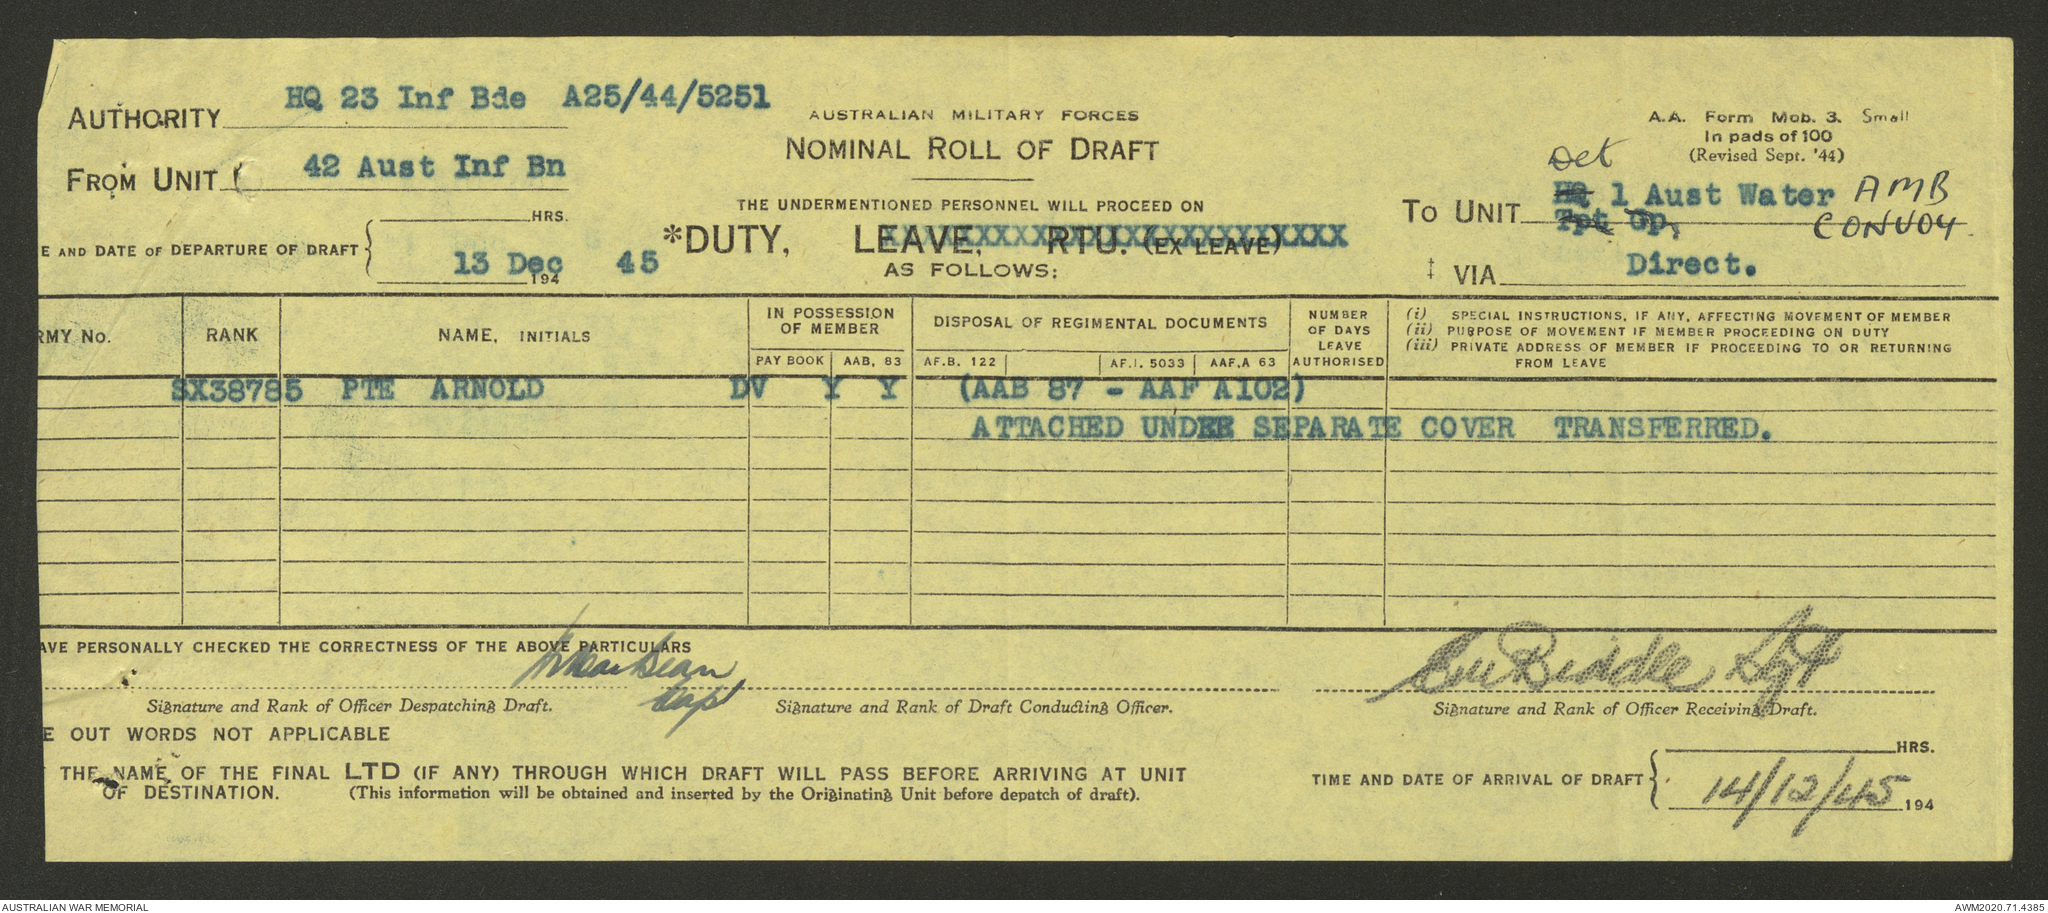 AUTHORITY HQ 23 Inf Bde A25/44/5251
FROM UNIT 42 Aust Inf Bn
HRS.
E AND DATE OF DEPARTURE OF DRAFT
13 Dec 45
194
AUSTRALIAN MILITARY FORCES
NOMINAL ROLL OF DRAFT
THE UNDERMENTIONED PERSONNEL WILL PROCEED ON
*DUTY, LEAVE, RTU. (EX LEAVE)
AS FOLLOWS:
A.A. Form Mob. 3. Small
In pads of 100
(Revised Sept. '44)
Det
TO UNIT HQ 1 Aust Water AMB
Tpt Gp, CONVOY
‡ VIA Direct.
RMY No.
RANK
NAME, INITIALS
IN POSSESSION
OF MEMBER
PAY BOOK
AAB, 83
DISPOSAL OF REGIMENTAL DOCUMENTS
AF.B. 122
AF.I. 5033
AAF.A 63
NUMBER
OF DAYS
LEAVE
AUTHORISED
(i) SPECIAL INSTRUCTIONS, IF ANY, AFFECTING MOVEMENT OF MEMBER
(ii) PURPOSE OF MOVEMENT IF MEMBER PROCEEDING ON DUTY
(iii) PRIVATE ADDRESS OF MEMBER IF PROCEEDING TO OR RETURNING
FROM LEAVE
SX38785 PTE ARNOLD DV Y Y (AAB 87 - AAF A102)
ATTACHED UNDER SEPARATE COVER TRANSFERRED.
AVE PERSONALLY CHECKED THE CORRECTNESS OF THE ABOVE PARTICULARS
Capt
Biddle Sgt
Signature and Rank of Officer Despatching Draft.
Signature and Rank of Draft Conducting Officer.
Signature and Rank of Officer Receiving Draft.
E OUT WORDS NOT APPLICABLE
THE NAME OF THE FINAL LTD (IF ANY) THROUGH WHICH DRAFT WILL PASS BEFORE ARRIVING AT UNIT
OF DESTINATION. (This information will be obtained and inserted by the Originating Unit before depatch of draft).
HRS.
TIME AND DATE OF ARRIVAL OF DRAFT
14/12/45 194
AUSTRALIAN WAR MEMORIAL
AWM2020.71.4385